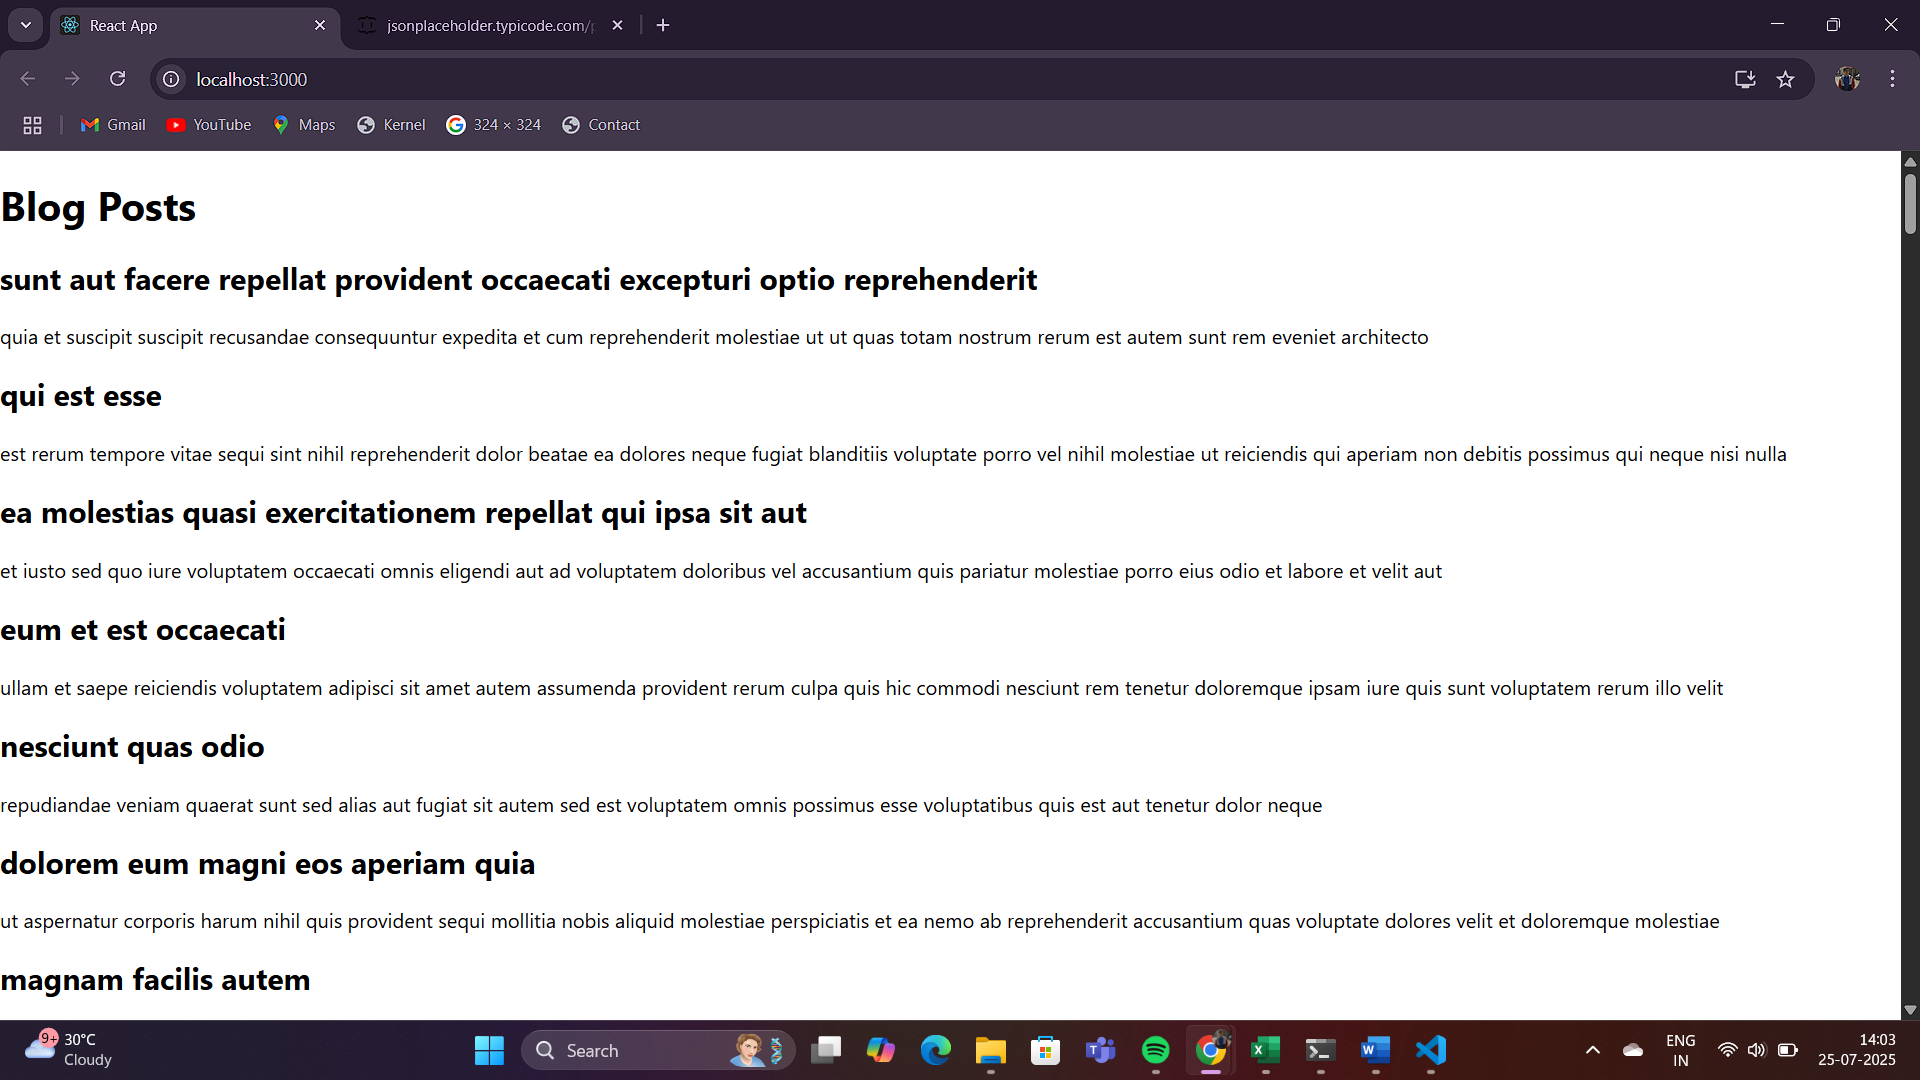 React App
jsonplaceholder.typicode.com/p
localhost:3000
Gmail
YouTube
Maps
Kernel
324 × 324
Contact
Blog Posts
sunt aut facere repellat provident occaecati excepturi optio reprehenderit
quia et suscipit suscipit recusandae consequuntur expedita et cum reprehenderit molestiae ut ut quas totam nostrum rerum est autem sunt rem eveniet architecto
qui est esse
est rerum tempore vitae sequi sint nihil reprehenderit dolor beatae ea dolores neque fugiat blanditiis voluptate porro vel nihil molestiae ut reiciendis qui aperiam non debitis possimus qui neque nisi nulla
ea molestias quasi exercitationem repellat qui ipsa sit aut
et iusto sed quo iure voluptatem occaecati omnis eligendi aut ad voluptatem doloribus vel accusantium quis pariatur molestiae porro eius odio et labore et velit aut
eum et est occaecati
ullam et saepe reiciendis voluptatem adipisci sit amet autem assumenda provident rerum culpa quis hic commodi nesciunt rem tenetur doloremque ipsam iure quis sunt voluptatem rerum illo velit
nesciunt quas odio
repudiandae veniam quaerat sunt sed alias aut fugiat sit autem sed est voluptatem omnis possimus esse voluptatibus quis est aut tenetur dolor neque
dolorem eum magni eos aperiam quia
ut aspernatur corporis harum nihil quis provident sequi mollitia nobis aliquid molestiae perspiciatis et ea nemo ab reprehenderit accusantium quas voluptate dolores velit et doloremque molestiae
magnam facilis autem
9+
30°C
Cloudy
Search
ENG
IN
14:03
25-07-2025